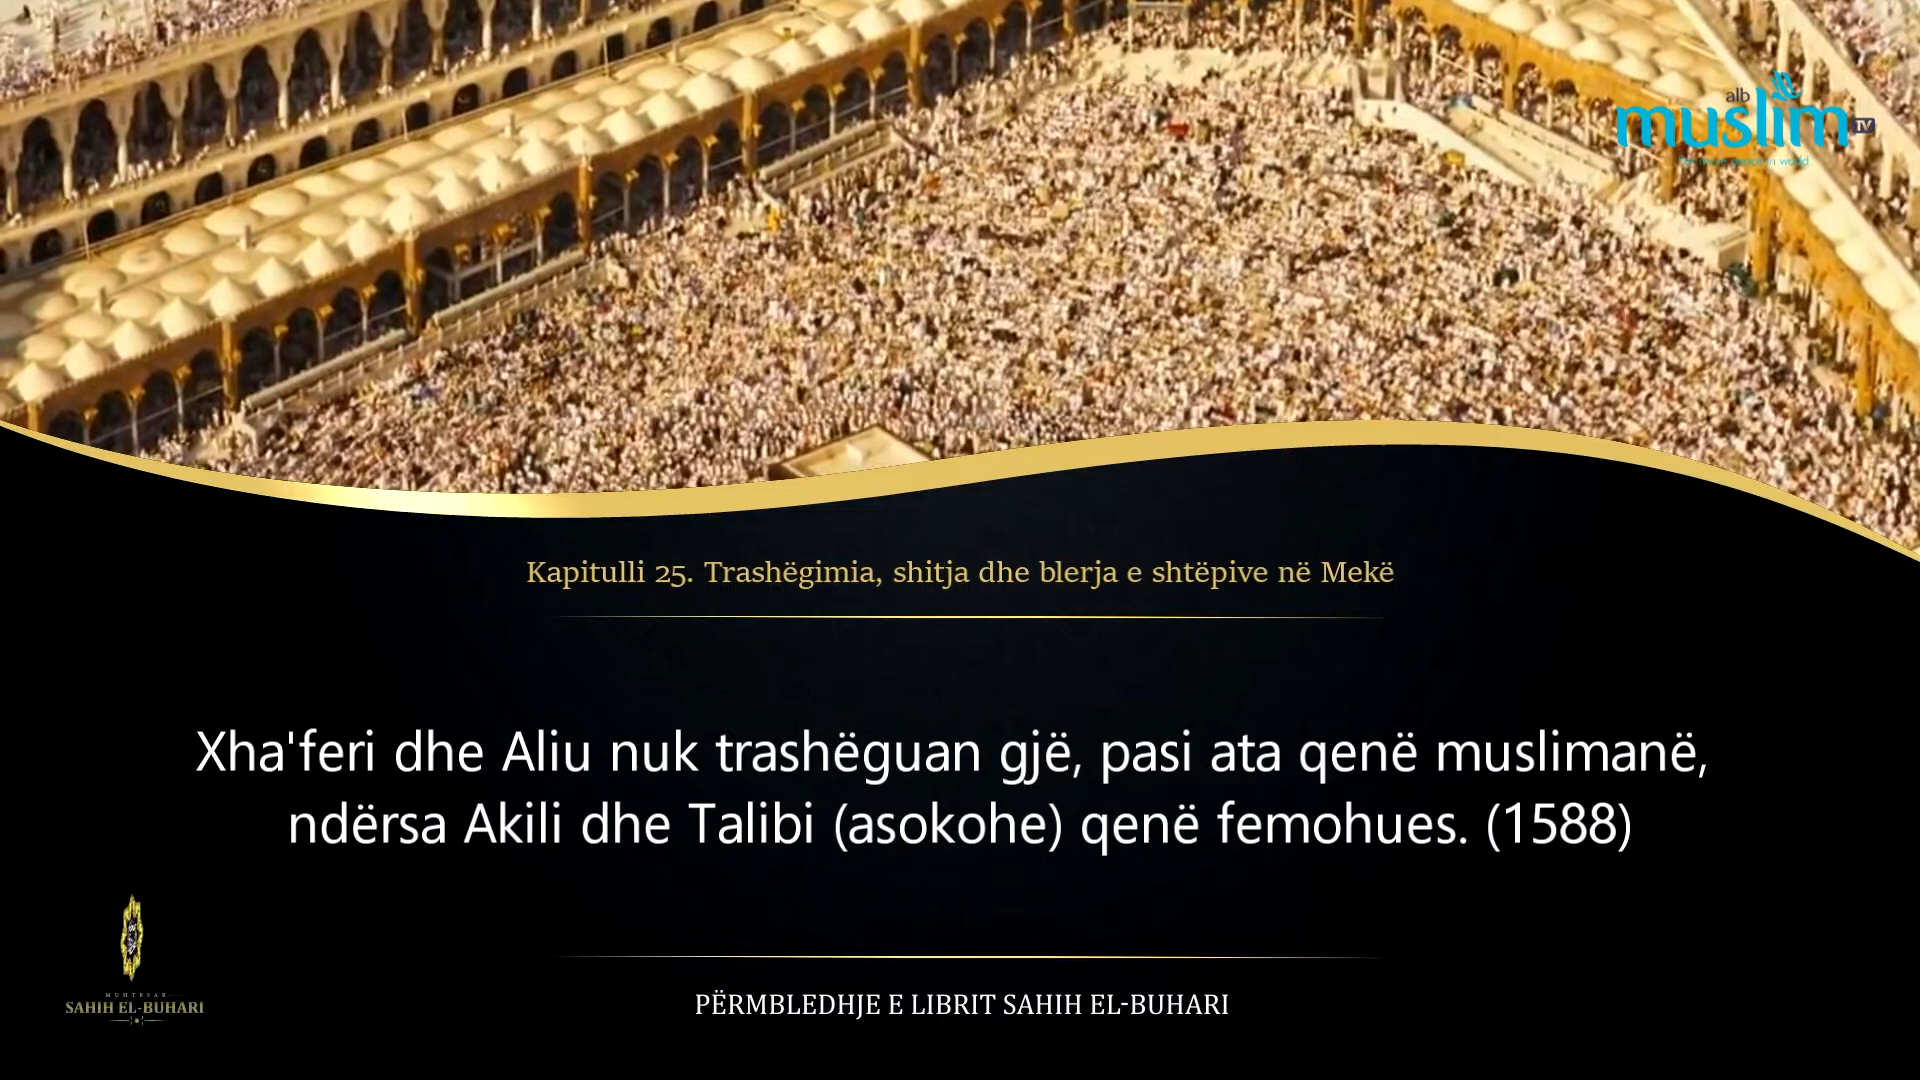 alb
muslim TV
Kapitulli 25. Trashëgimia, shitja dhe blerja e shtëpive në Mekë
Xha'feri dhe Aliu nuk trashëguan gjë, pasi ata qenë muslimanë,
ndërsa Akili dhe Talibi (asokohe) qenë femohues. (1588)
MUHTESAR
SAHIH EL-BUHARI
PËRMBLEDHJE E LIBRIT SAHIH EL-BUHARI